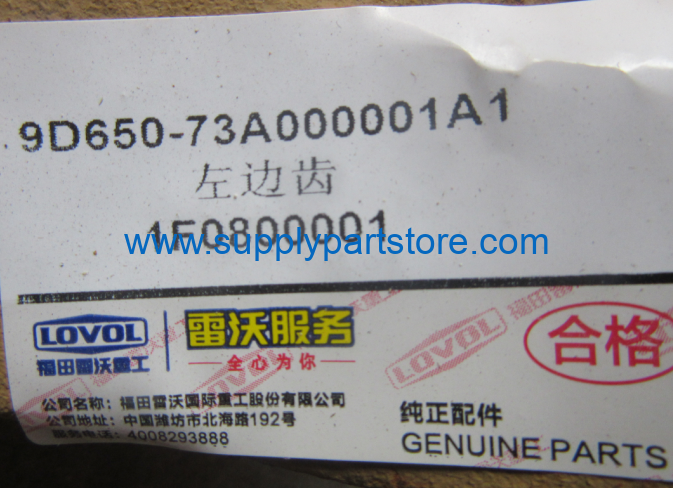 9D650-73A000001A1
左边齿
1F0800001
www.supplypartstore.com
LOVOL
福田雷沃重工
雷沃服务
全心为你
合格
公司名称: 福田雷沃国际重工股份有限公司
公司地址: 中国潍坊市北海路192号
服务电话: 4008293888
纯正配件
GENUINE PARTS
LOVOL